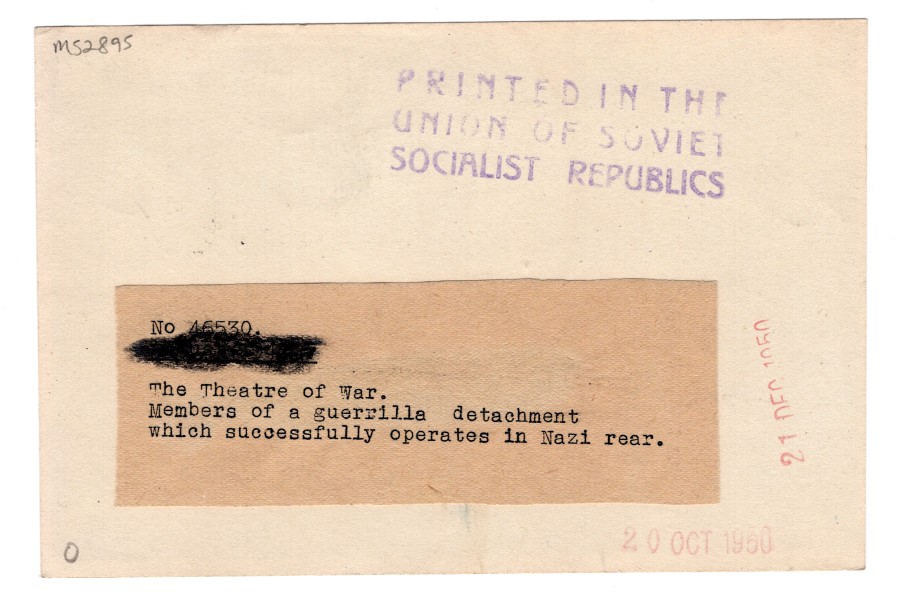 MS2895
PRINTED IN THE
UNION OF SOVIET
SOCIALIST REPUBLICS
No 46530.
The Theatre of War.
Members of a guerrilla detachment
which successfully operates in Nazi rear.
21 DEC 1950
20 OCT 1950
O